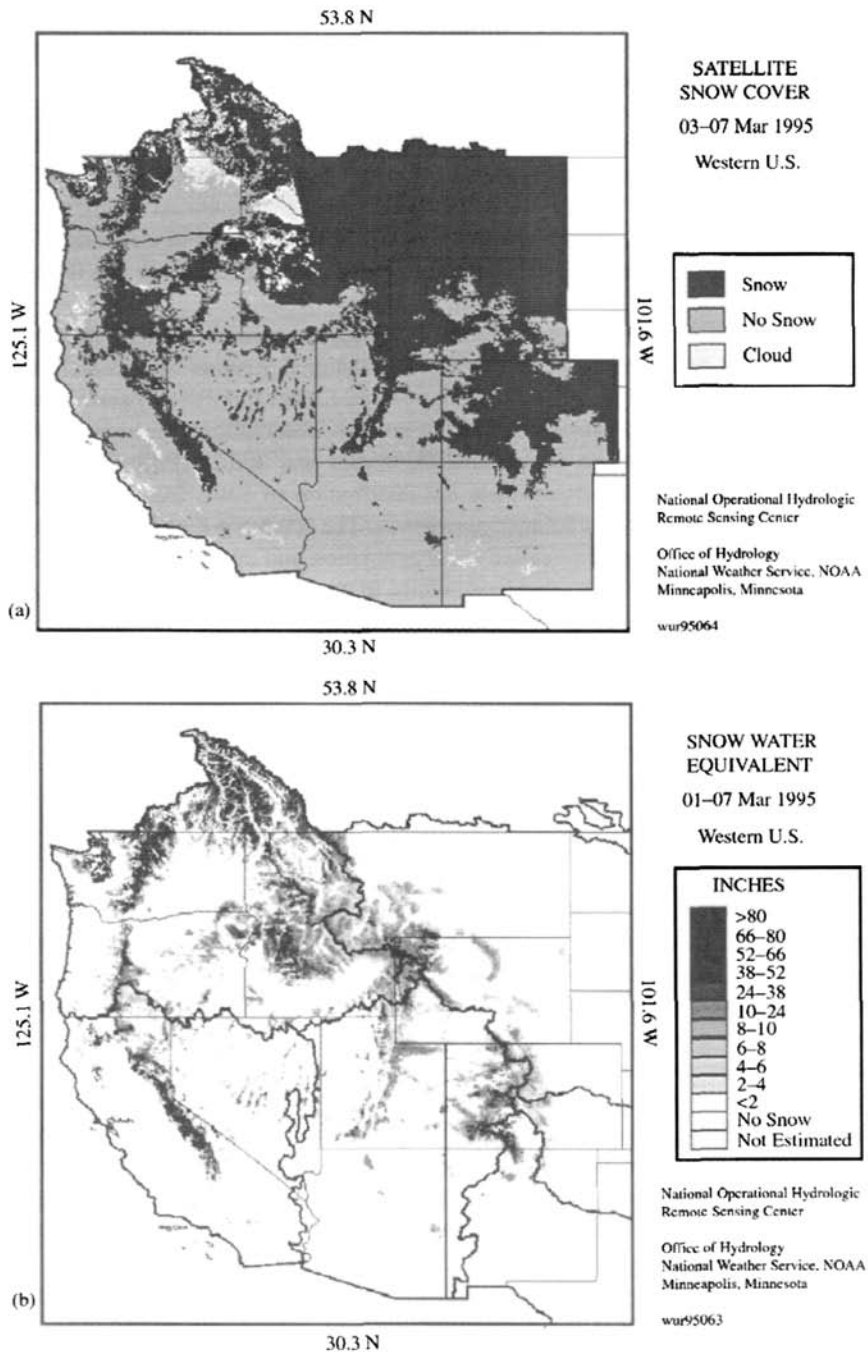 53.8 N
SATELLITE
SNOW COVER
03–07 Mar 1995
Western U.S.
125.1 W
101.6 W
Snow
No Snow
Cloud
National Operational Hydrologic
Remote Sensing Center
Office of Hydrology
National Weather Service, NOAA
Minneapolis, Minnesota
wur95064
(a)
30.3 N
53.8 N
SNOW WATER
EQUIVALENT
01–07 Mar 1995
Western U.S.
125.1 W
101.6 W
INCHES
>80
66–80
52–66
38–52
24–38
10–24
8–10
6–8
4–6
2–4
<2
No Snow
Not Estimated
National Operational Hydrologic
Remote Sensing Center
Office of Hydrology
National Weather Service, NOAA
Minneapolis, Minnesota
wur95063
(b)
30.3 N